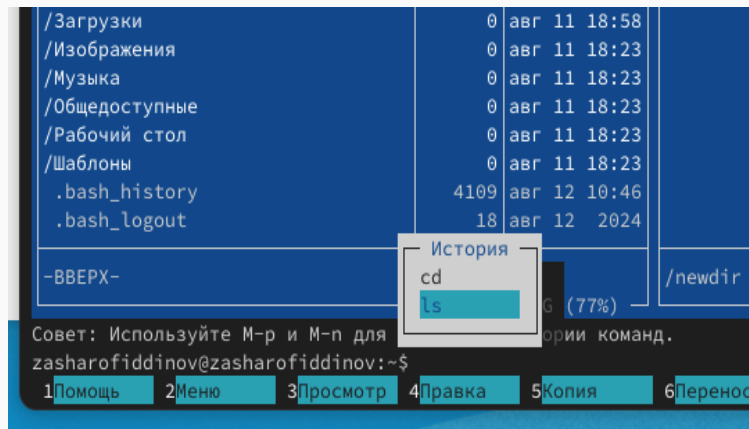 /Загрузки 0 авг 11 18:58
/Изображения 0 авг 11 18:23
/Музыка 0 авг 11 18:23
/Общедоступные 0 авг 11 18:23
/Рабочий стол 0 авг 11 18:23
/Шаблоны 0 авг 11 18:23
.bash_history 4109 авг 12 10:46
.bash_logout 18 авг 12 2024
История
-ВВЕРХ- cd /newdir
ls G (77%)
Совет: Используйте M-p и M-n для ории команд.
zasharofiddinov@zasharofiddinov:~$
1Помощь 2Меню 3Просмотр 4Правка 5Копия 6Перенос